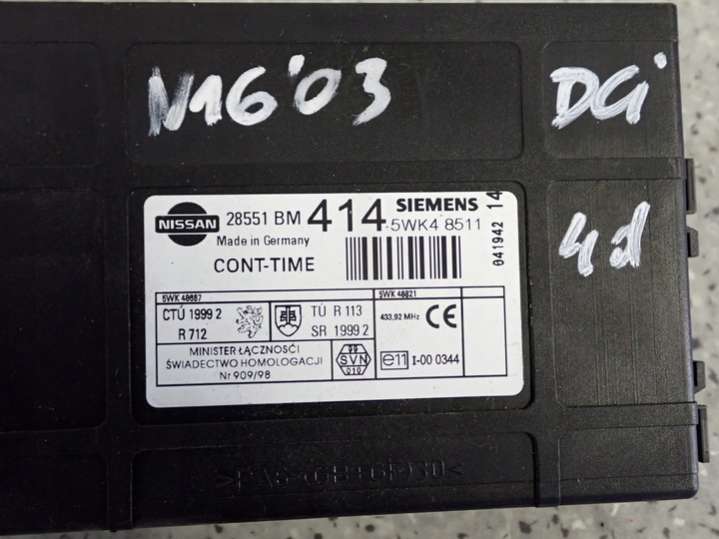 N16'03
DCi
4d
NISSAN
28551 BM 414
SIEMENS
5WK4 8511
Made in Germany
CONT-TIME
041942 14
5WK 48687
CTÚ 1999 2
R 712
TÚ R 113
SR 1999 2
5WK 48821
433,92 MHz CE
MINISTER ŁĄCZNOŚCI
ŚWIADECTWO HOMOLOGACJI
Nr 909/98
SVN
010
e11 I-00 0344